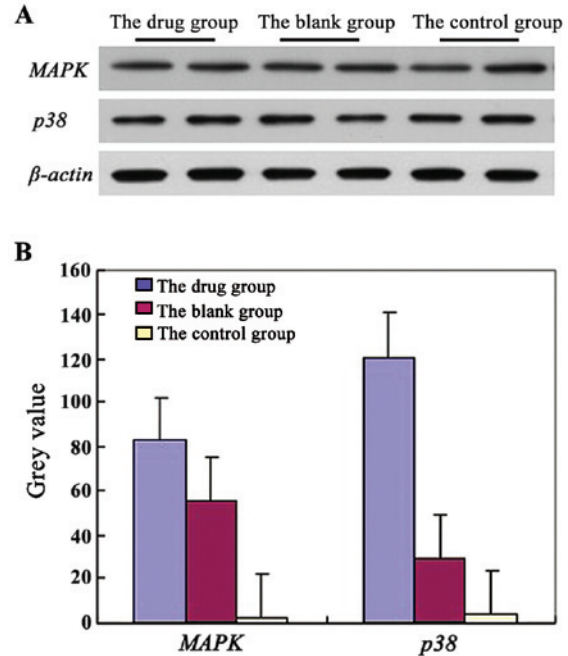 A
The drug group The blank group The control group
MAPK
p38
β-actin
B
160
140
120
100
80
60
40
20
0
Grey value
The drug group
The blank group
The control group
MAPK p38